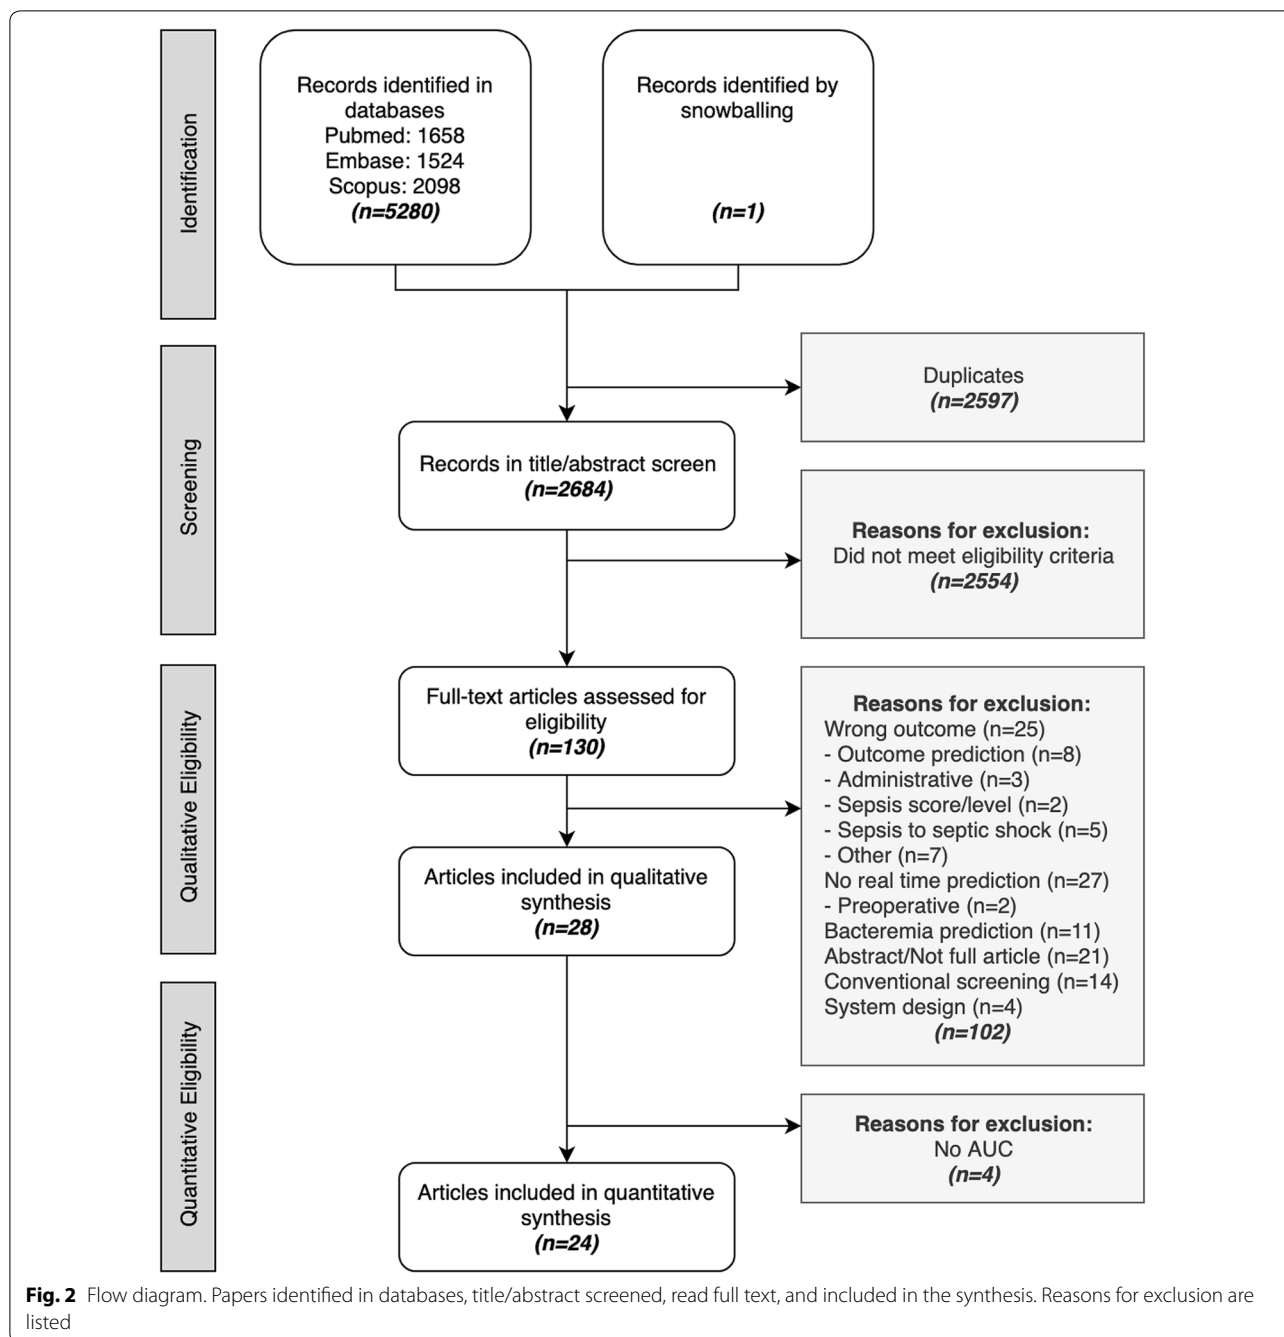 Identification
Records identified in
databases
Pubmed: 1658
Embase: 1524
Scopus: 2098
(n=5280)
Records identified by
snowballing
(n=1)
Screening
Duplicates
(n=2597)
Records in title/abstract screen
(n=2684)
Reasons for exclusion:
Did not meet eligibility criteria
(n=2554)
Qualitative Eligibility
Full-text articles assessed for
eligibility
(n=130)
Reasons for exclusion:
Wrong outcome (n=25)
- Outcome prediction (n=8)
- Administrative (n=3)
- Sepsis score/level (n=2)
- Sepsis to septic shock (n=5)
- Other (n=7)
No real time prediction (n=27)
- Preoperative (n=2)
Bacteremia prediction (n=11)
Abstract/Not full article (n=21)
Conventional screening (n=14)
System design (n=4)
(n=102)
Articles included in qualitative
synthesis
(n=28)
Quantitative Eligibility
Reasons for exclusion:
No AUC
(n=4)
Articles included in quantitative
synthesis
(n=24)
Fig. 2 Flow diagram. Papers identified in databases, title/abstract screened, read full text, and included in the synthesis. Reasons for exclusion are
listed